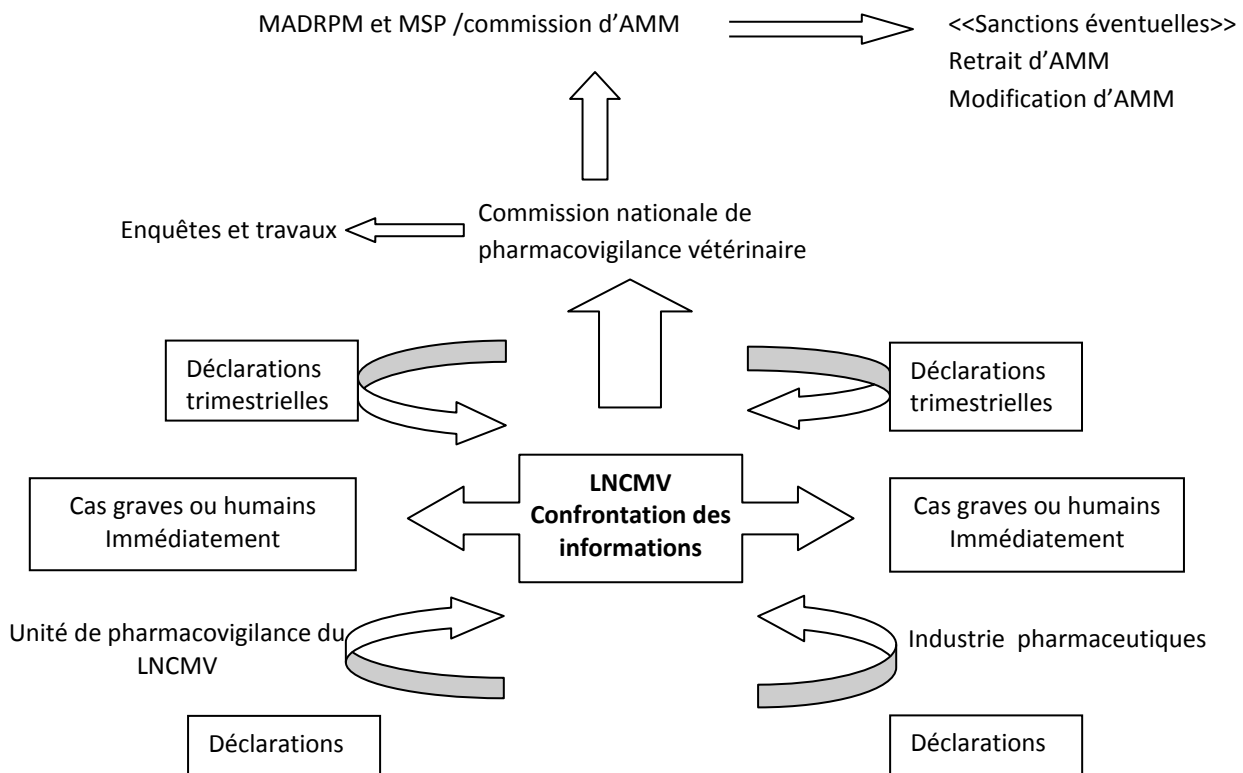 MADRPM et MSP /commission d’AMM
<<Sanctions éventuelles>>
Retrait d’AMM
Modification d’AMM
Enquêtes et travaux
Commission nationale de
pharmacovigilance vétérinaire
Déclarations
trimestrielles
Déclarations
trimestrielles
Cas graves ou humains
Immédiatement
LNCMV
Confrontation des
informations
Cas graves ou humains
Immédiatement
Unité de pharmacovigilance du
LNCMV
Industrie pharmaceutiques
Déclarations
Déclarations